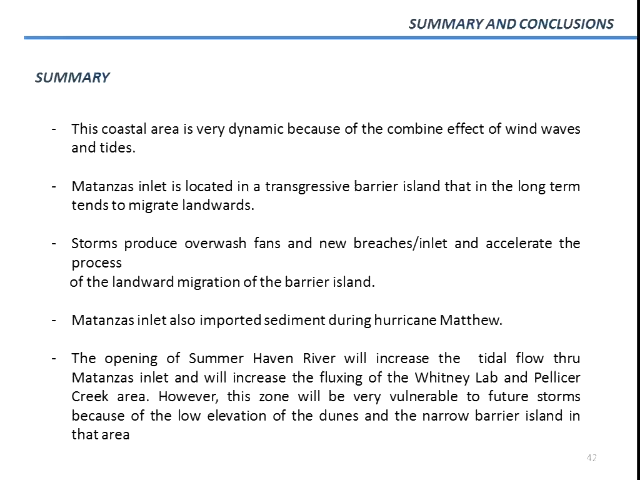 SUMMARY AND CONCLUSIONS
SUMMARY
- This coastal area is very dynamic because of the combine effect of wind waves
and tides.
- Matanzas inlet is located in a transgressive barrier island that in the long term
tends to migrate landwards.
- Storms produce overwash fans and new breaches/inlet and accelerate the
process
of the landward migration of the barrier island.
- Matanzas inlet also imported sediment during hurricane Matthew.
- The opening of Summer Haven River will increase the tidal flow thru
Matanzas inlet and will increase the fluxing of the Whitney Lab and Pellicer
Creek area. However, this zone will be very vulnerable to future storms
because of the low elevation of the dunes and the narrow barrier island in
that area
42